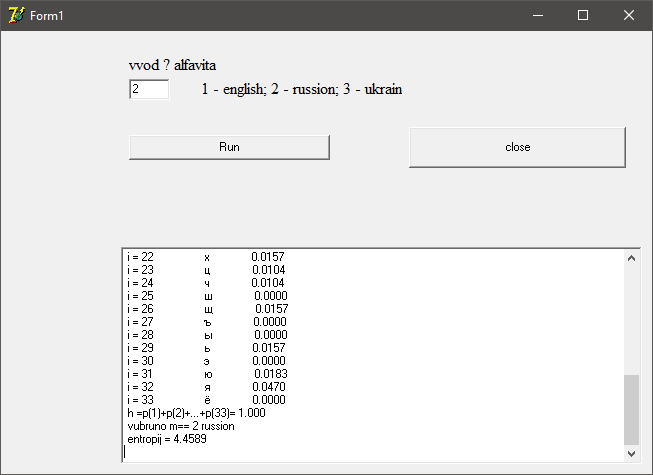 Form1
vvod ? alfavita
2 1 - english; 2 - russion; 3 - ukrain
Run close
i = 22 х 0.0157
i = 23 ц 0.0104
i = 24 ч 0.0104
i = 25 ш 0.0000
i = 26 щ 0.0157
i = 27 ъ 0.0000
i = 28 ы 0.0000
i = 29 ь 0.0157
i = 30 э 0.0000
i = 31 ю 0.0183
i = 32 я 0.0470
i = 33 ё 0.0000
h =p(1)+p(2)+...+p(33)= 1.000
vubruno m== 2 russion
entropij = 4.4589